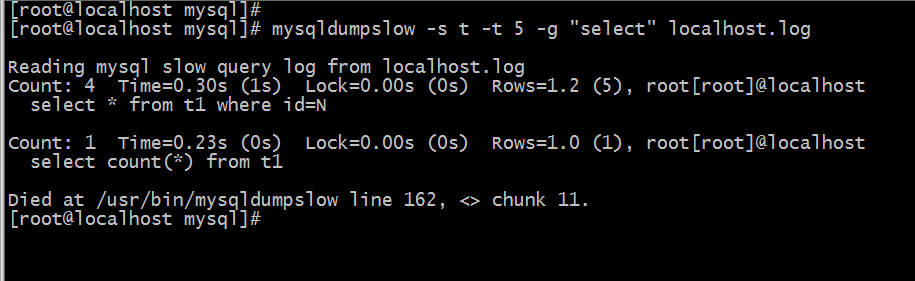 [root@localhost mysql]#
[root@localhost mysql]# mysqldumpslow -s t -t 5 -g "select" localhost.log
Reading mysql slow query log from localhost.log
Count: 4  Time=0.30s (1s)  Lock=0.00s (0s)  Rows=1.2 (5), root[root]@localhost
  select * from t1 where id=N
Count: 1  Time=0.23s (0s)  Lock=0.00s (0s)  Rows=1.0 (1), root[root]@localhost
  select count(*) from t1
Died at /usr/bin/mysqldumpslow line 162, <> chunk 11.
[root@localhost mysql]#